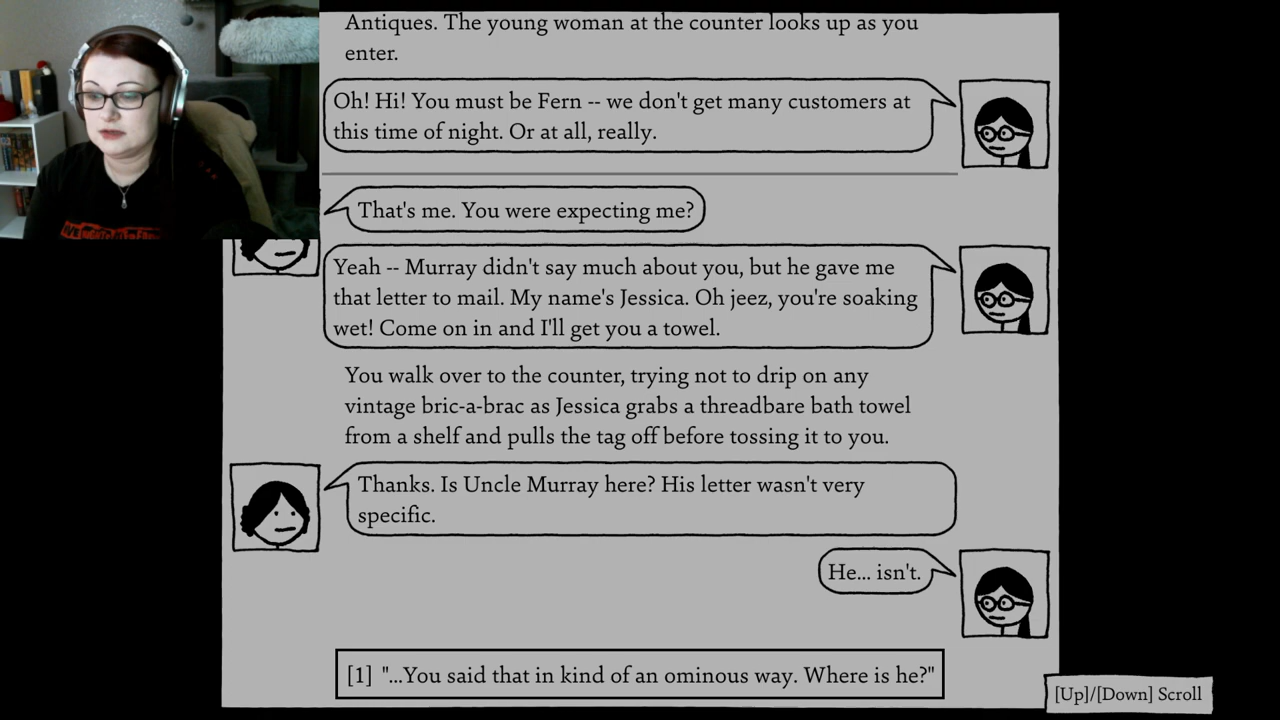 Antiques. The young woman at the counter looks up as you
enter.
Oh! Hi! You must be Fern -- we don't get many customers at
this time of night. Or at all, really.
That's me. You were expecting me?
Yeah -- Murray didn't say much about you, but he gave me
that letter to mail. My name's Jessica. Oh jeez, you're soaking
wet! Come on in and I'll get you a towel.
You walk over to the counter, trying not to drip on any
vintage bric-a-brac as Jessica grabs a threadbare bath towel
from a shelf and pulls the tag off before tossing it to you.
Thanks. Is Uncle Murray here? His letter wasn't very
specific.
He... isn't.
[1] "...You said that in kind of an ominous way. Where is he?"
[Up]/[Down] Scroll